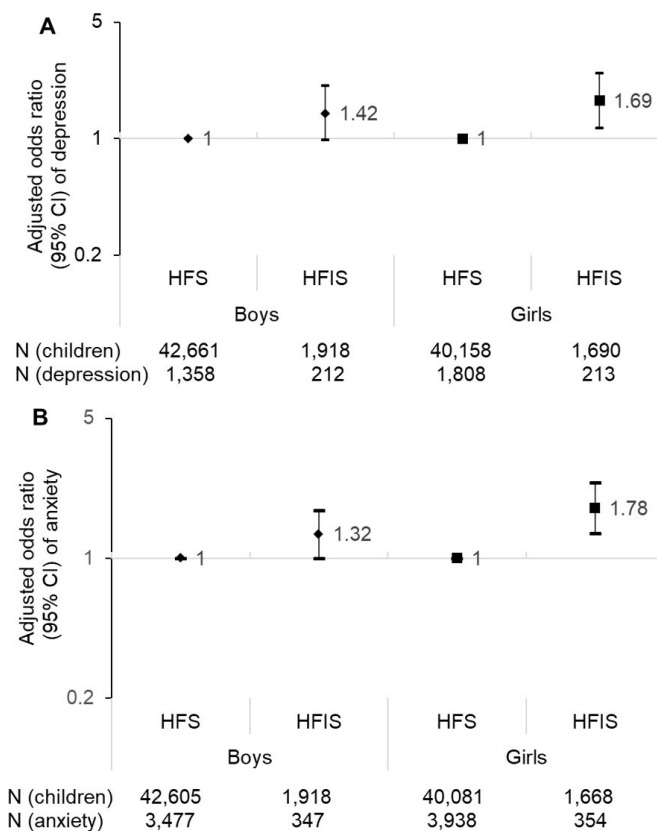 A
5
Adjusted odds ratio
(95% CI) of depression
1.42
1.69
1
1
1
0.2
HFS HFIS HFS HFIS
Boys Girls
N (children) 42,661 1,918 40,158 1,690
N (depression) 1,358 212 1,808 213
B
5
Adjusted odds ratio
(95% CI) of anxiety
1.78
1.32
1
1
1
0.2
HFS HFIS HFS HFIS
Boys Girls
N (children) 42,605 1,918 40,081 1,668
N (anxiety) 3,477 347 3,938 354